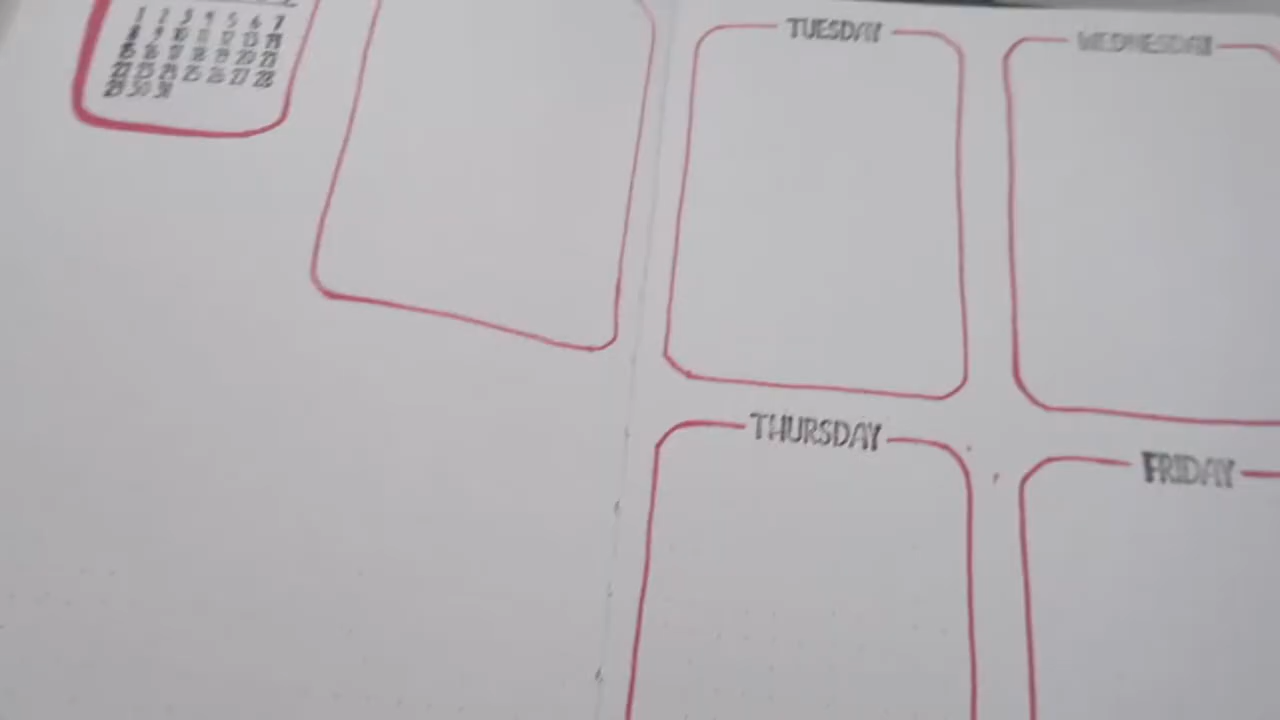 1 2 3 4 5 6 7
8 9 10 11 12 13 14
15 16 17 18 19 20 21
22 23 24 25 26 27 28
29 30 31
TUESDAY
WEDNESDAY
THURSDAY
FRIDAY